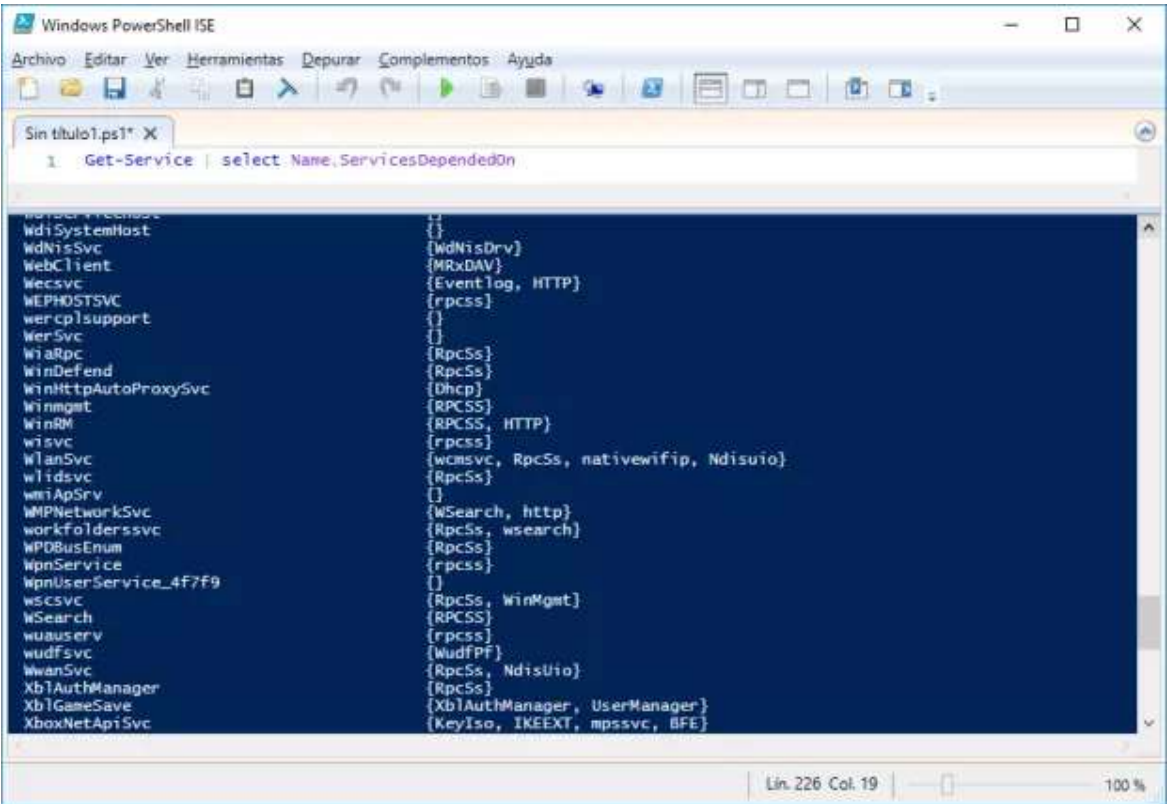 Windows PowerShell ISE
Archivo Editar Ver Herramientas Depurar Complementos Ayuda
Sin título1.ps1* X
1 Get-Service | select Name,ServicesDependedOn
WdiServiceHost {}
WdiSystemHost {}
WdNisSvc {WdNisDrv}
WebClient {MRxDAV}
Wecsvc {Eventlog, HTTP}
WEPHOSTSVC {rpcss}
wercplsupport {}
WerSvc {}
WiaRpc {RpcSs}
WinDefend {RpcSs}
WinHttpAutoProxySvc {Dhcp}
Winmgmt {RPCSS}
WinRM {RPCSS, HTTP}
wisvc {rpcss}
WlanSvc {wcmsvc, RpcSs, nativewifip, Ndisuio}
wlidsvc {RpcSs}
wmiApSrv {}
WMPNetworkSvc {WSearch, http}
workfolderssvc {RpcSs, wsearch}
WPDBusEnum {RpcSs}
WpnService {rpcss}
WpnUserService_4f7f9 {}
wscsvc {RpcSs, WinMgmt}
WSearch {RPCSS}
wuauserv {rpcss}
wudfsvc {WudfPf}
WwanSvc {RpcSs, NdisUio}
XblAuthManager {RpcSs}
XblGameSave {XblAuthManager, UserManager}
XboxNetApiSvc {KeyIso, IKEEXT, mpssvc, BFE}
Lín. 226 Col. 19 100 %